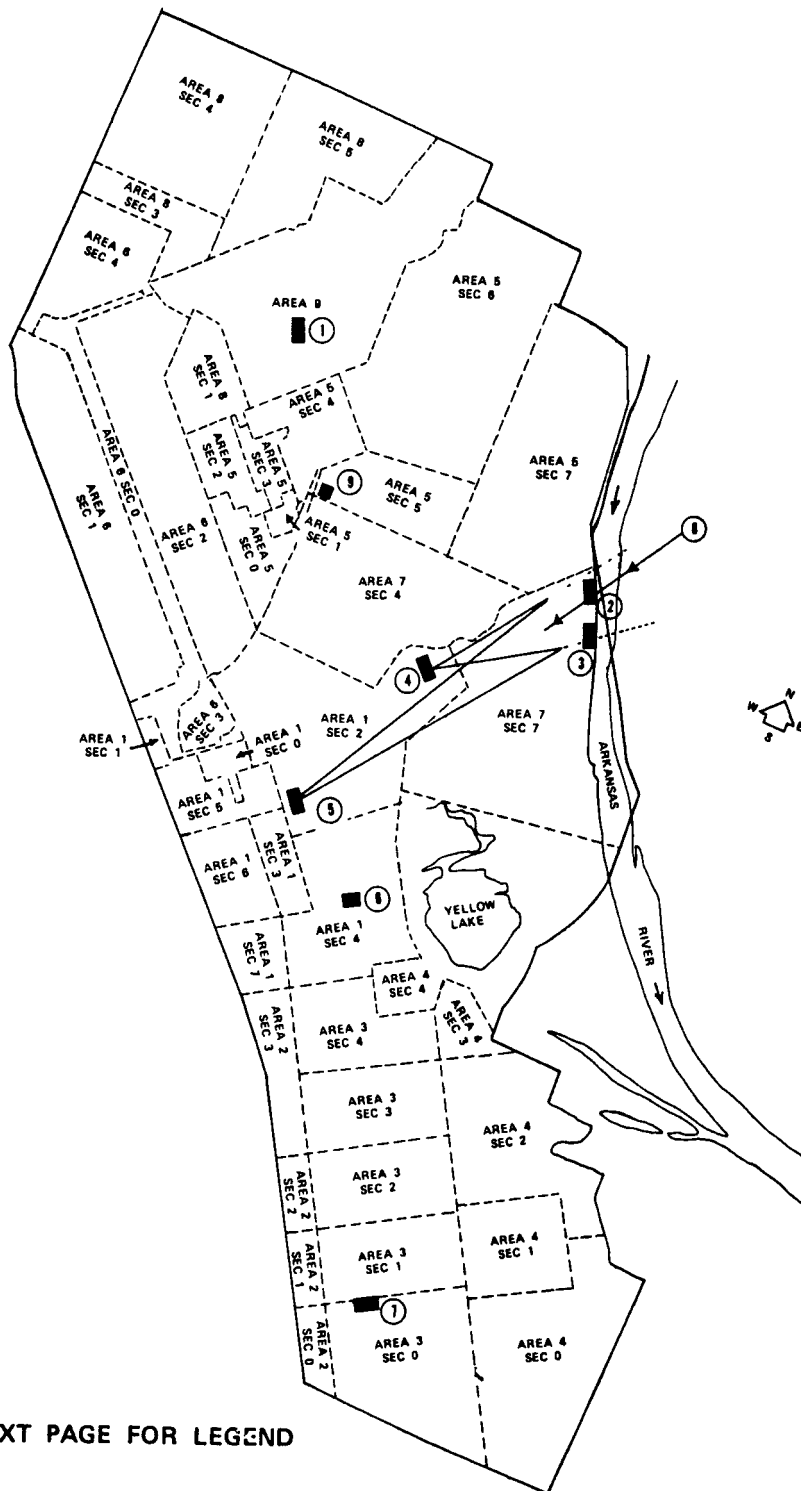 AREA 8
SEC 4
AREA 8
SEC 5
AREA 8
SEC 3
AREA 6
SEC 4
AREA 5
SEC 6
AREA 9
1
AREA 8
SEC 1
AREA 5
SEC 4
AREA 6 SEC 0
AREA 6
SEC 1
AREA 5
SEC 2
AREA 5
SEC 3
AREA 5
SEC 7
9
AREA 5
SEC 5
AREA 6
SEC 2
AREA 5
SEC 1
AREA 5
SEC 0
8
AREA 7
SEC 4
2
3
4
N
W
E
S
AREA 6
SEC 3
AREA 1
SEC 2
AREA 7
SEC 7
AREA 1
SEC 1
AREA 1
SEC 0
ARKANSAS
AREA 1
SEC 5
5
AREA 1
SEC 6
AREA 1
SEC 3
6
YELLOW
LAKE
AREA 1
SEC 4
AREA 1
SEC 7
RIVER
AREA 4
SEC 4
AREA 4
SEC 3
AREA 2
SEC 3
AREA 3
SEC 4
AREA 3
SEC 3
AREA 4
SEC 2
AREA 3
SEC 2
AREA 2
SEC 2
AREA 4
SEC 1
AREA 3
SEC 1
AREA 2
SEC 1
7
AREA 2
SEC 0
AREA 3
SEC 0
AREA 4
SEC 0
XT PAGE FOR LEGEND